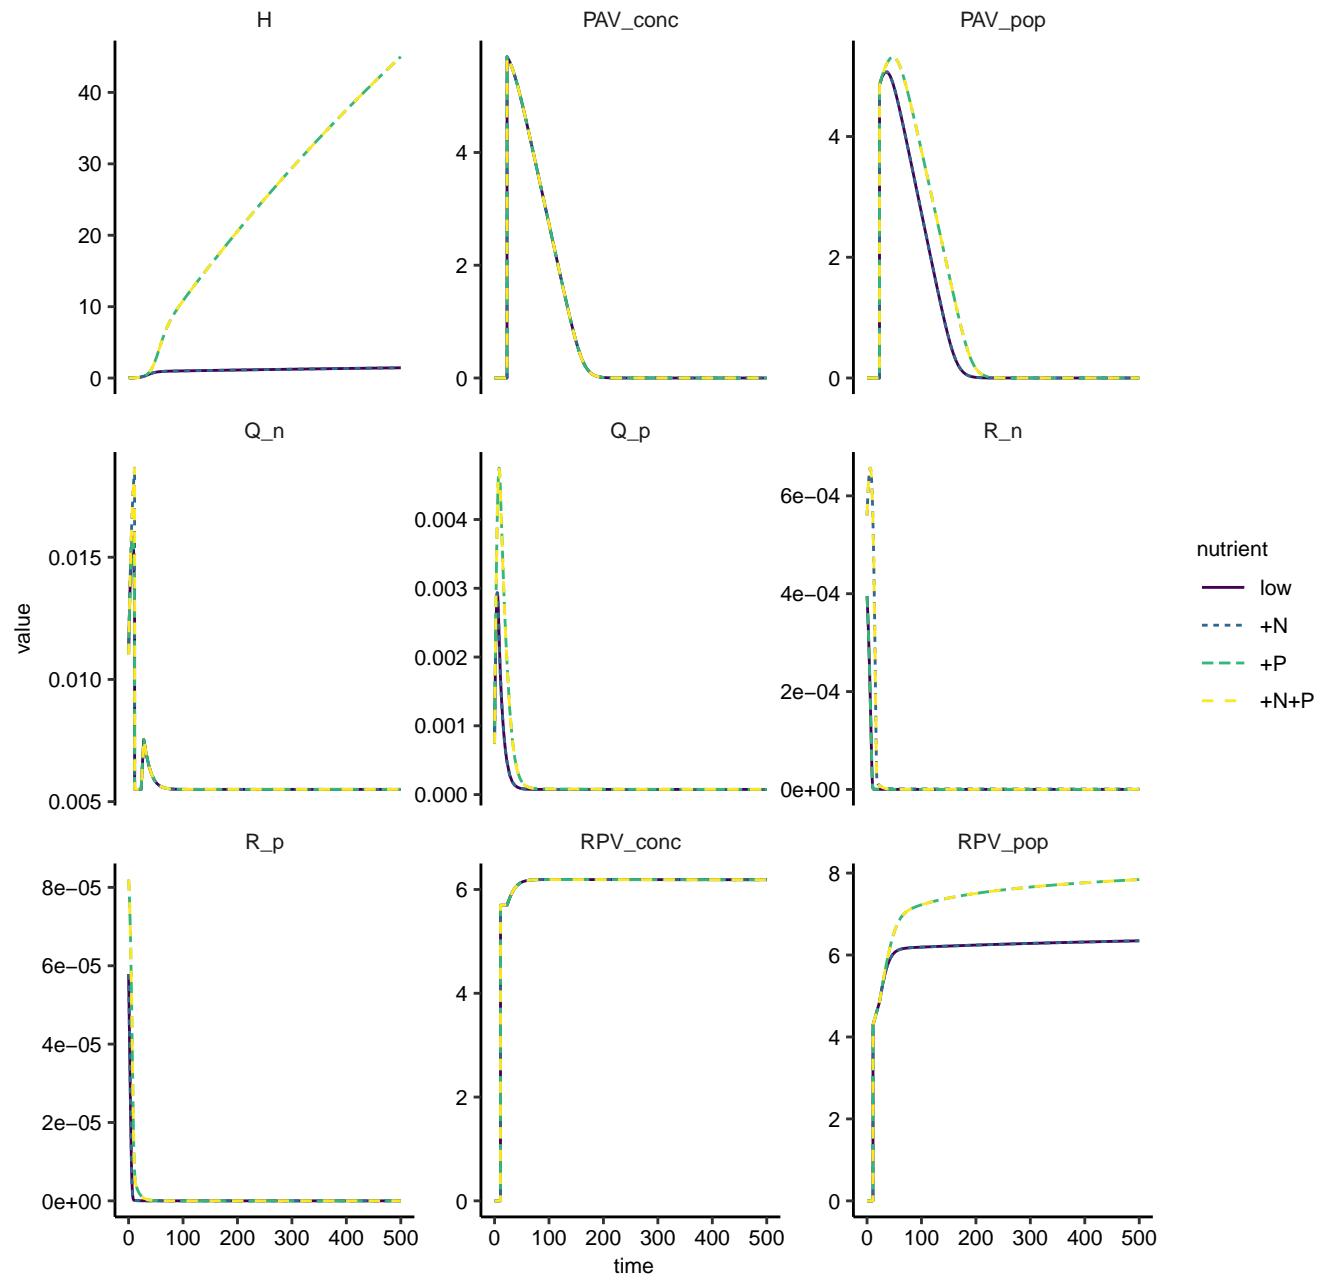 H
PAV_conc
PAV_pop
40
30
20
10
0
4
2
0
4
2
0
Q_n
Q_p
R_n
0.015
0.010
0.005
0.004
0.003
0.002
0.001
0.000
6e−04
4e−04
2e−04
0e+00
value
nutrient
low
+N
+P
+N+P
R_p
RPV_conc
RPV_pop
8e−05
6e−05
4e−05
2e−05
0e+00
6
4
2
0
8
6
4
2
0
0 100 200 300 400 500
0 100 200 300 400 500
0 100 200 300 400 500
time